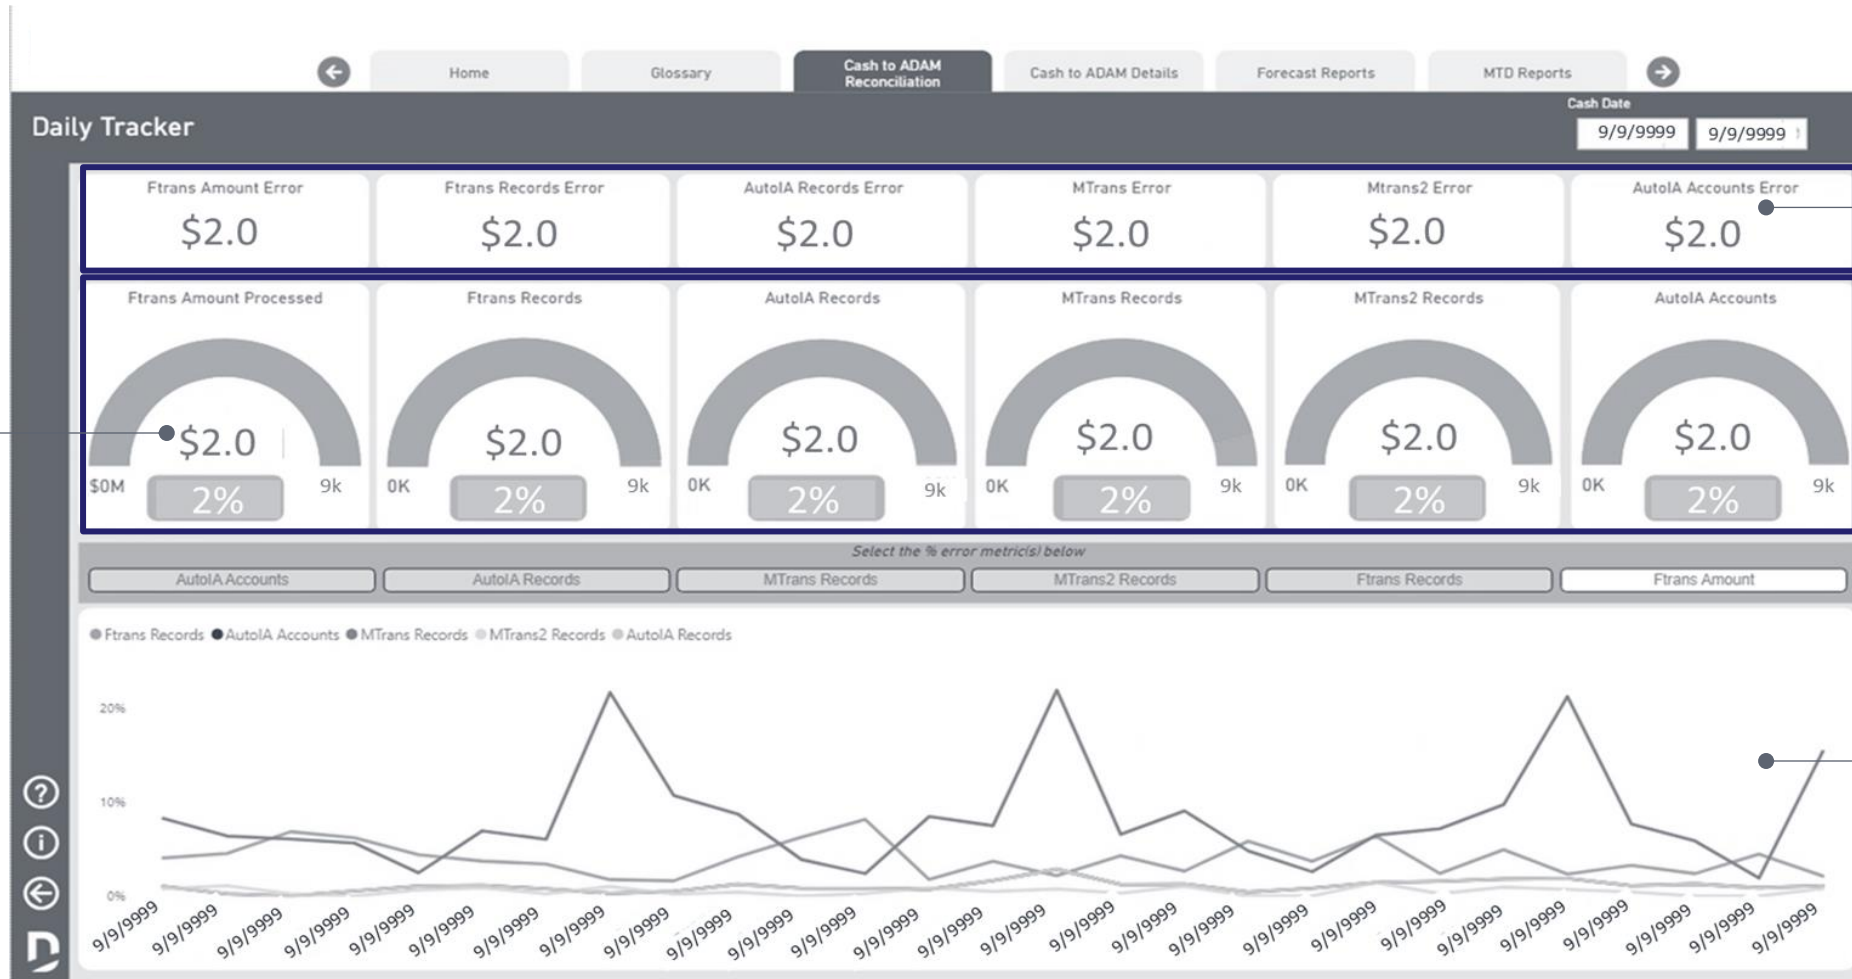 Home
Glossary
Cash to ADAM
Reconciliation
Cash to ADAM Details
Forecast Reports
MTD Reports
Daily Tracker
Cash Date
9/9/9999 9/9/9999
Ftrans Amount Error
$2.0
Ftrans Records Error
$2.0
AutoIA Records Error
$2.0
MTrans Error
$2.0
Mtrans2 Error
$2.0
AutoIA Accounts Error
$2.0
Ftrans Amount Processed
$2.0
$0M 2% 9k
Ftrans Records
$2.0
0K 2% 9k
AutoIA Records
$2.0
0K 2% 9k
MTrans Records
$2.0
0K 2% 9k
MTrans2 Records
$2.0
0K 2% 9k
AutoIA Accounts
$2.0
0K 2% 9k
Select the % error metric(s) below
AutoIA Accounts
AutoIA Records
MTrans Records
MTrans2 Records
Ftrans Records
Ftrans Amount
Ftrans Records AutoIA Accounts MTrans Records MTrans2 Records AutoIA Records
20%
10%
0%
9/9/9999 9/9/9999 9/9/9999 9/9/9999 9/9/9999 9/9/9999 9/9/9999 9/9/9999 9/9/9999 9/9/9999 9/9/9999 9/9/9999 9/9/9999 9/9/9999 9/9/9999 9/9/9999 9/9/9999 9/9/9999 9/9/9999 9/9/9999 9/9/9999 9/9/9999 9/9/9999 9/9/9999 9/9/9999 9/9/9999 9/9/9999